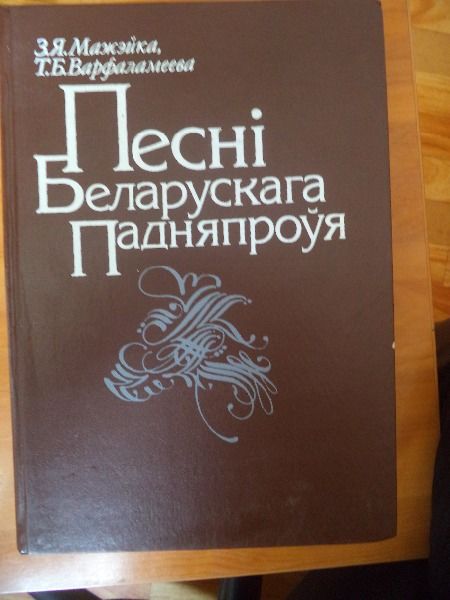 З.Я.Мажэйка,
Т.Б.Варфаламеева
Песні
Беларускага
Падняпроўя